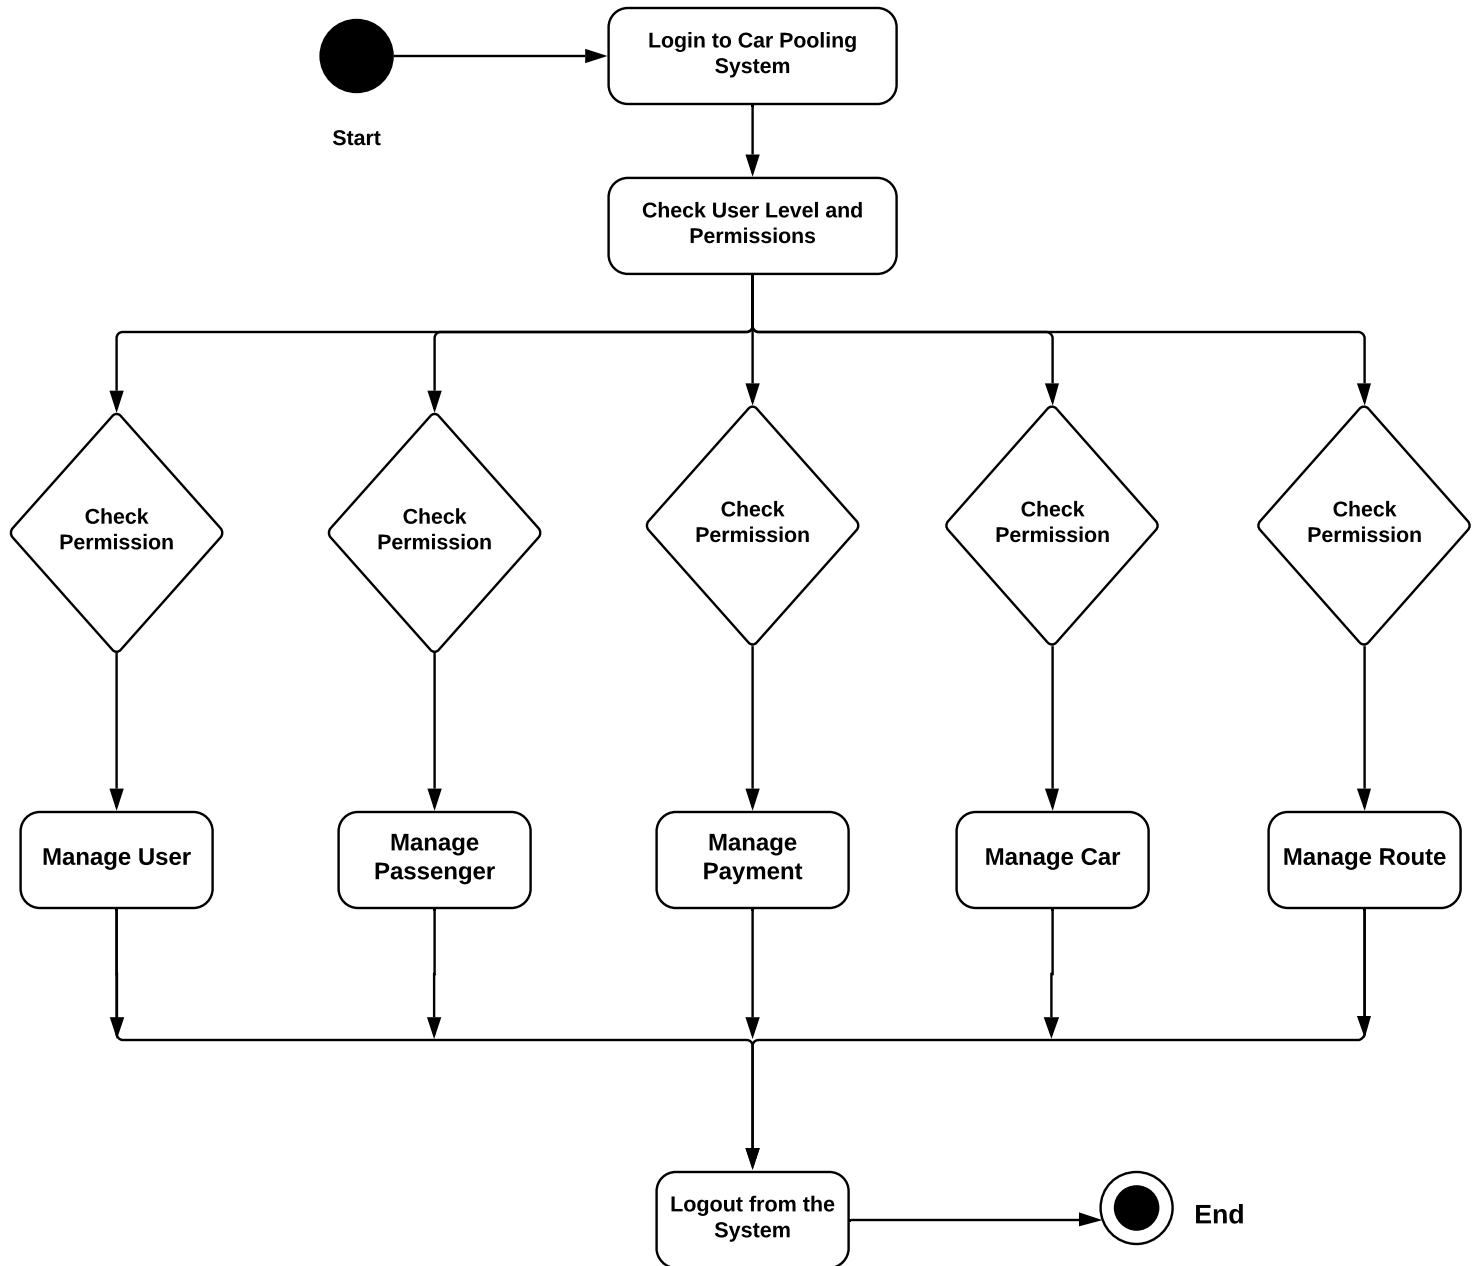 Login to Car Pooling
System
Start
Check User Level and
Permissions
Check
Permission
Check
Permission
Check
Permission
Check
Permission
Check
Permission
Manage User
Manage
Passenger
Manage
Payment
Manage Car
Manage Route
Logout from the
System
End